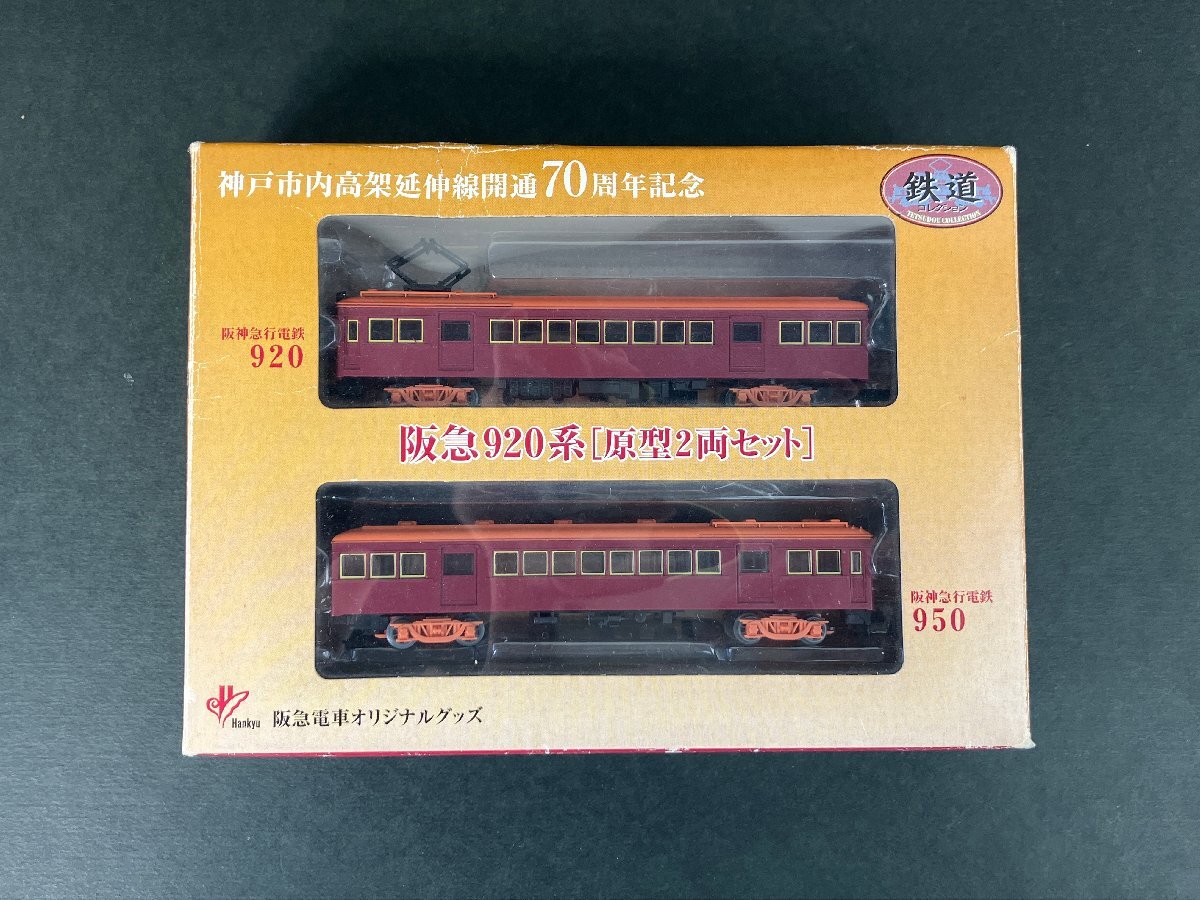 神戸市内高架延伸線開通70周年記念
鉄道
コレクション
TETSUDOU COLLECTION
阪神急行電鉄
920
阪急920系[原型2両セット]
阪神急行電鉄
950
Hankyu
阪急電車オリジナルグッズ